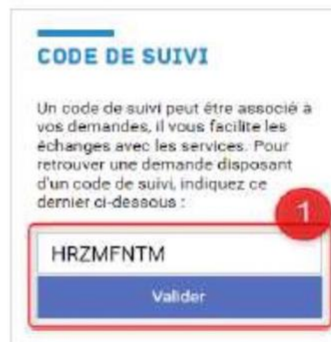 CODE DE SUIVI
Un code de suivi peut être associé à
vos demandes, il vous facilite les
échanges avec les services. Pour
retrouver une demande disposant
d'un code de suivi, indiquez ce
dernier ci-dessous :
1
HRZMFNTM
Valider